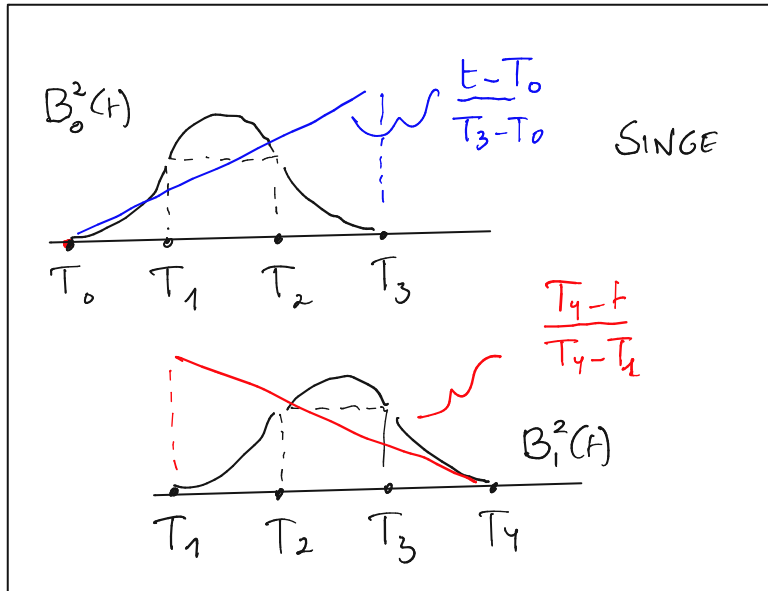 B₀²(t)
t-T₀
T₃-T₀
SINGE
T₀ T₁ T₂ T₃
T₄-t
T₄-T₁
B₁²(t)
T₁ T₂ T₃ T₄